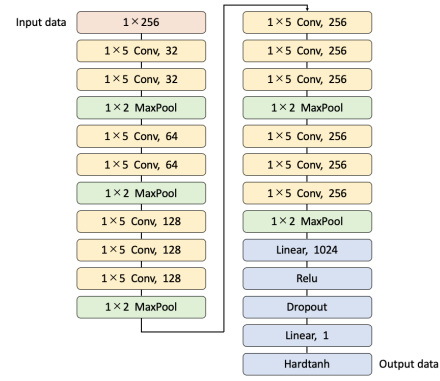 Input data
1×256
1×5 Conv, 32
1×5 Conv, 32
1×2 MaxPool
1×5 Conv, 64
1×5 Conv, 64
1×2 MaxPool
1×5 Conv, 128
1×5 Conv, 128
1×5 Conv, 128
1×2 MaxPool
1×5 Conv, 256
1×5 Conv, 256
1×5 Conv, 256
1×2 MaxPool
1×5 Conv, 256
1×5 Conv, 256
1×5 Conv, 256
1×2 MaxPool
Linear, 1024
Relu
Dropout
Linear, 1
Hardtanh
Output data